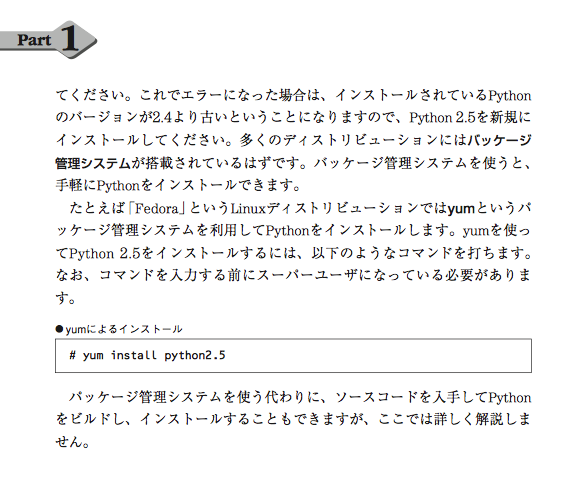 Part 1
てください。これでエラーになった場合は、インストールされているPython
のバージョンが2.4より古いということになりますので、Python 2.5を新規に
インストールしてください。多くのディストリビューションにはパッケージ
管理システムが搭載されているはずです。パッケージ管理システムを使うと、
手軽にPythonをインストールできます。
たとえば「Fedora」というLinuxディストリビューションではyumというパ
ッケージ管理システムを利用してPythonをインストールします。yumを使っ
てPython 2.5をインストールするには、以下のようなコマンドを打ちます。
なお、コマンドを入力する前にスーパーユーザになっている必要がありま
す。
●yumによるインストール
# yum install python2.5
パッケージ管理システムを使う代わりに、ソースコードを入手してPython
をビルドし、インストールすることもできますが、ここでは詳しく解説しま
せん。